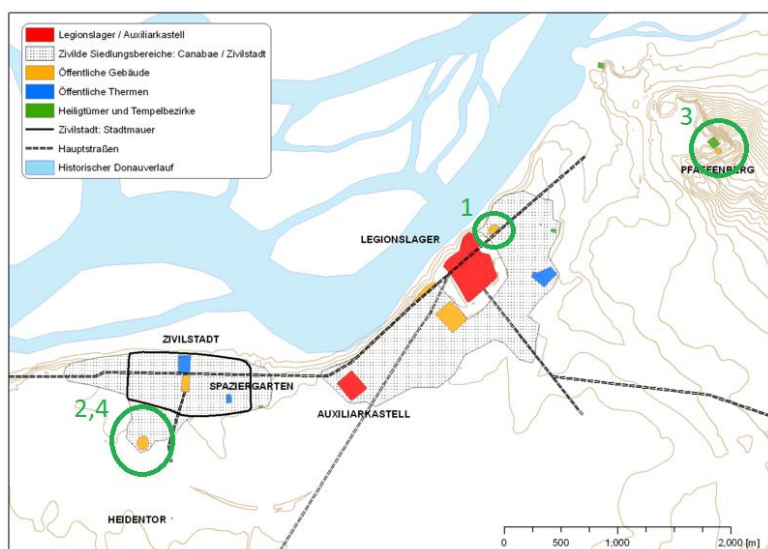 Legionslager / Auxiliarkastell
Zivilde Siedlungsbereiche: Canabae / Zivilstadt
Öffentliche Gebäude
Öffentliche Thermen
Heiligtümer und Tempelbezirke
Zivilstadt: Stadtmauer
Hauptstraßen
Historischer Donauverlauf
3
PFAFFENBERG
1
LEGIONSLAGER
ZIVILSTADT
SPAZIERGARTEN
2,4
AUXILIARKASTELL
HEIDENTOR
0 500 1.000 2.000 [m]